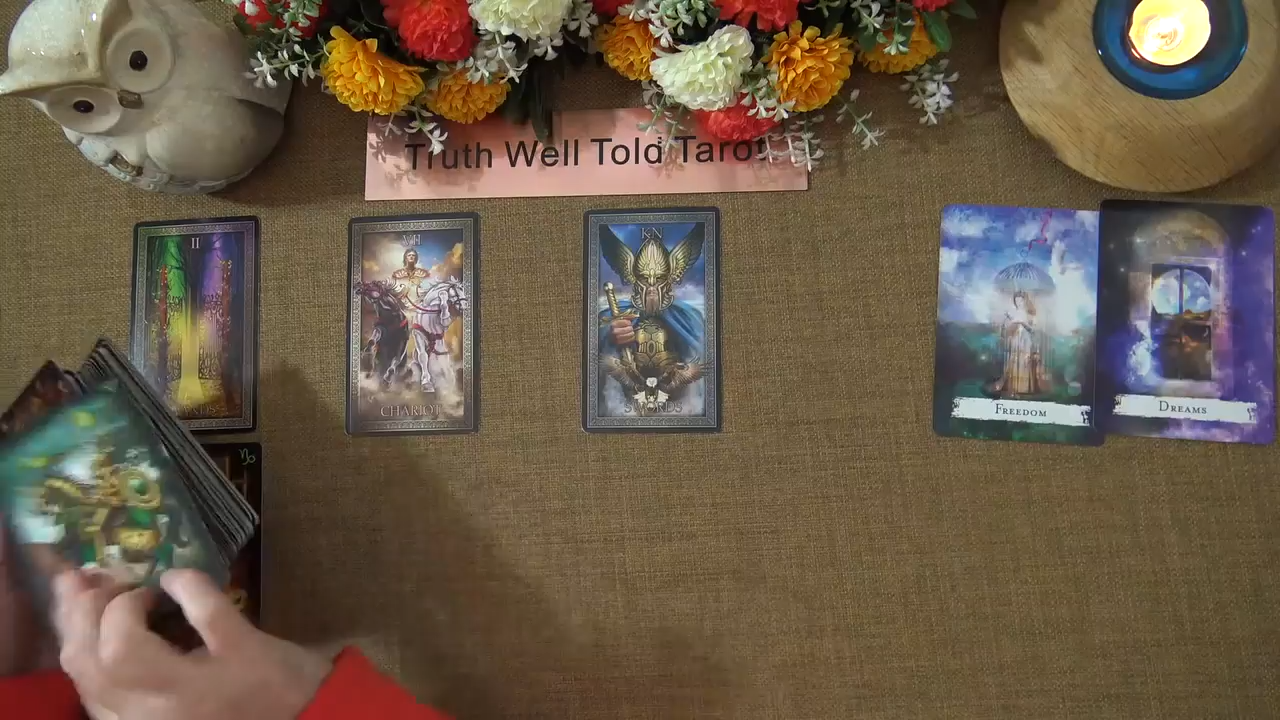 Truth Well Told Tarot
II
VII
CHARIOT
KN
SWORDS
FREEDOM
DREAMS